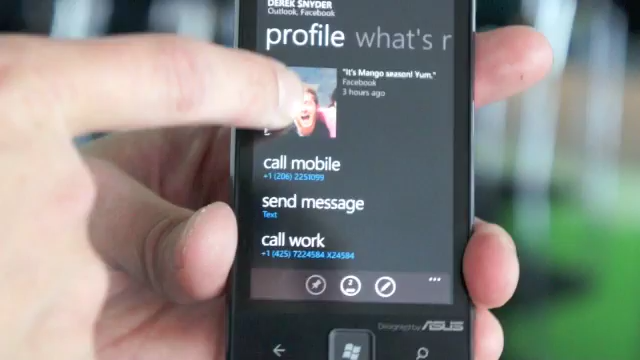 DEREK SNYDER
Outlook, Facebook
profile what's r
"It's Mango season! Yum."
Facebook
3 hours ago
call mobile
+1 (206) 2251099
send message
Text
call work
+1 (425) 7224584 X24584
Designed by ASUS